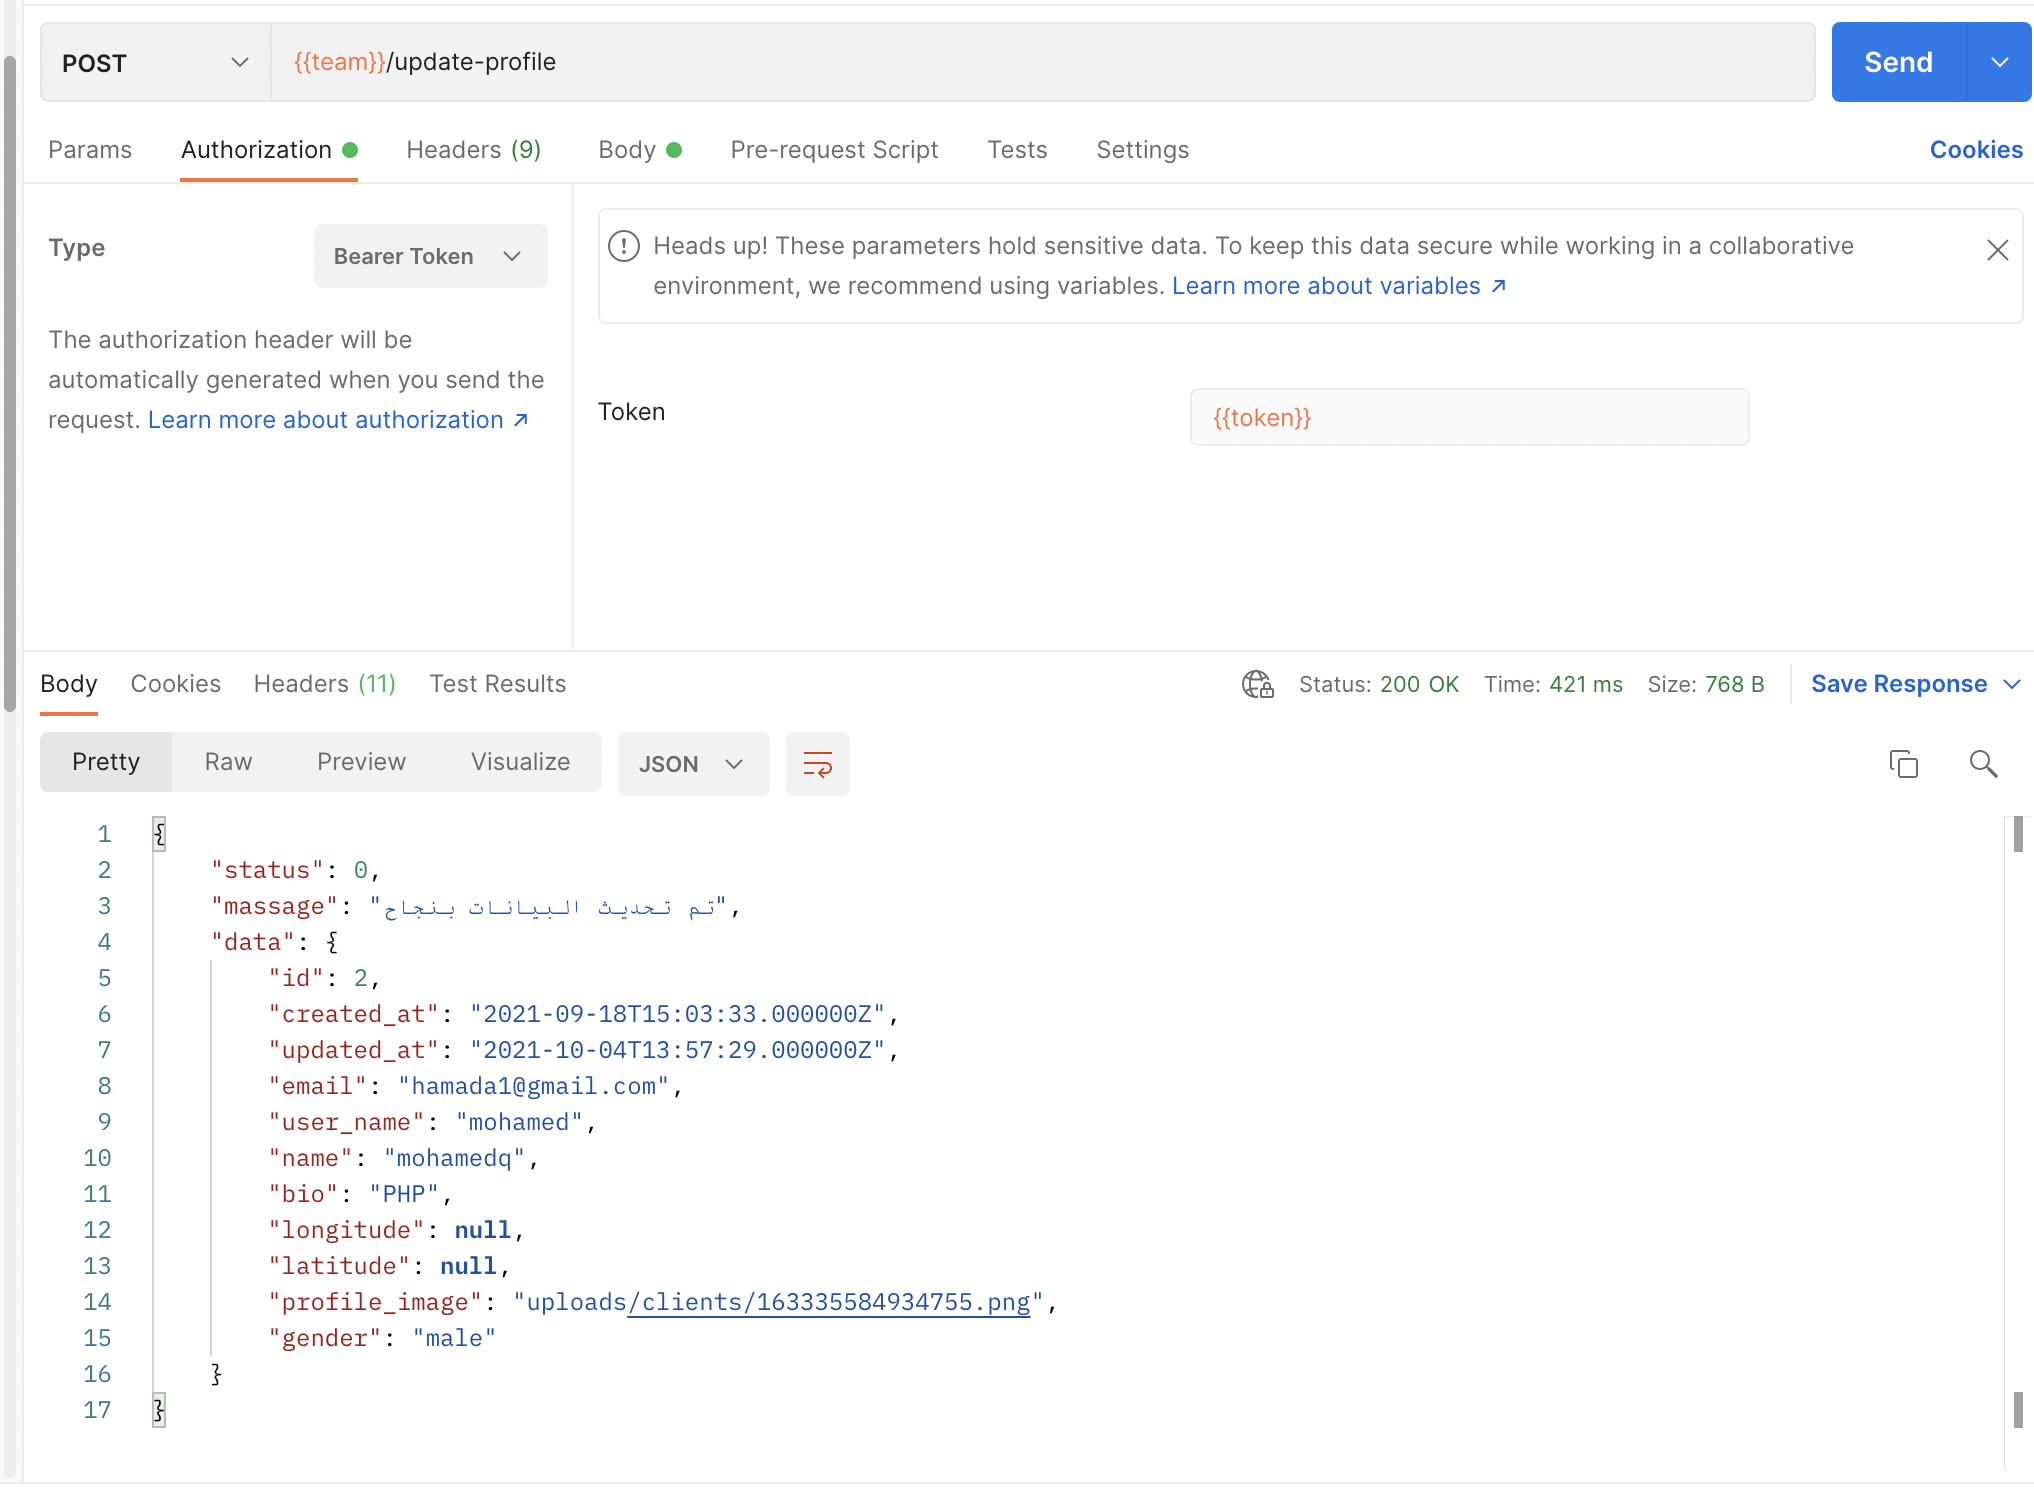 POST {{team}}/update-profile Send
Params Authorization Headers (9) Body Pre-request Script Tests Settings Cookies
Type Bearer Token
The authorization header will be
automatically generated when you send the
request. Learn more about authorization ↗
Heads up! These parameters hold sensitive data. To keep this data secure while working in a collaborative
environment, we recommend using variables. Learn more about variables ↗
Token {{token}}
Body Cookies Headers (11) Test Results Status: 200 OK Time: 421 ms Size: 768 B Save Response
Pretty Raw Preview Visualize JSON
1 {
2 "status": 0,
3 "massage": "تم تحديث البيانات بنجاح",
4 "data": {
5 "id": 2,
6 "created_at": "2021-09-18T15:03:33.000000Z",
7 "updated_at": "2021-10-04T13:57:29.000000Z",
8 "email": "hamada1@gmail.com",
9 "user_name": "mohamed",
10 "name": "mohamedq",
11 "bio": "PHP",
12 "longitude": null,
13 "latitude": null,
14 "profile_image": "uploads/clients/163335584934755.png",
15 "gender": "male"
16 }
17 }